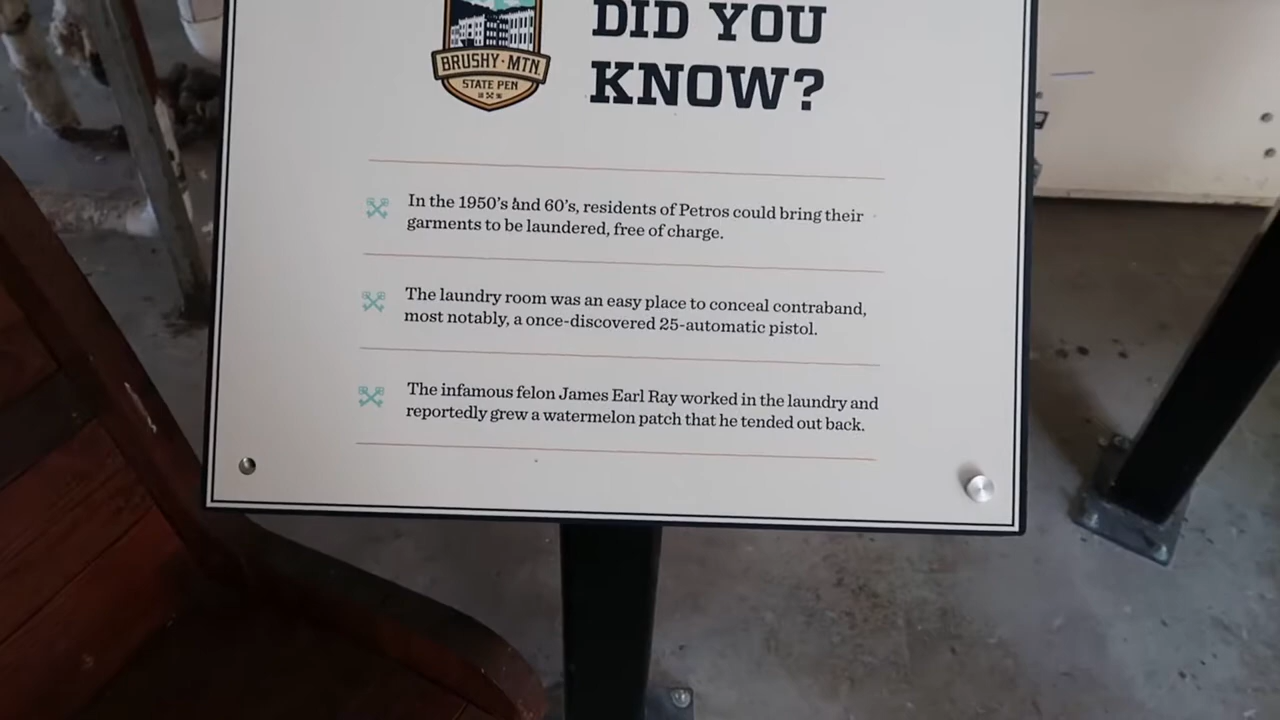 BRUSHY · MTN.
STATE PEN
DID YOU
KNOW?
In the 1950's and 60's, residents of Petros could bring their
garments to be laundered, free of charge.
The laundry room was an easy place to conceal contraband,
most notably, a once-discovered 25-automatic pistol.
The infamous felon James Earl Ray worked in the laundry and
reportedly grew a watermelon patch that he tended out back.